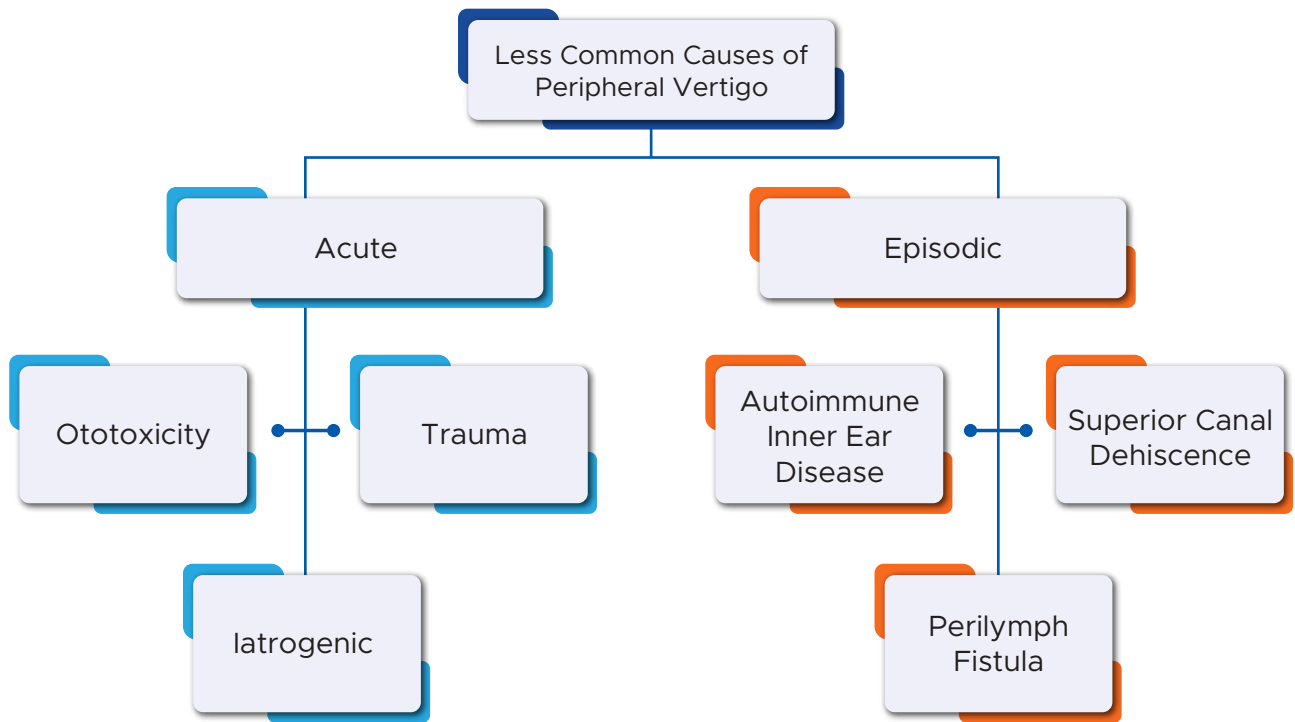 Less Common Causes of
Peripheral Vertigo
Acute
Episodic
Ototoxicity
Trauma
Autoimmune
Inner Ear
Disease
Superior Canal
Dehiscence
Iatrogenic
Perilymph
Fistula